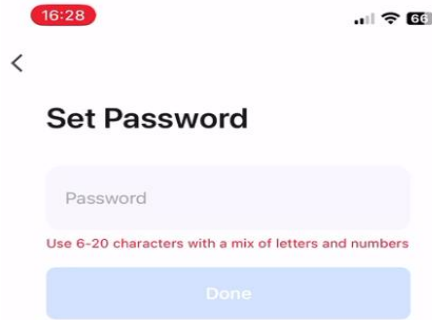 16:28
66
Set Password
Password
Use 6-20 characters with a mix of letters and numbers
Done